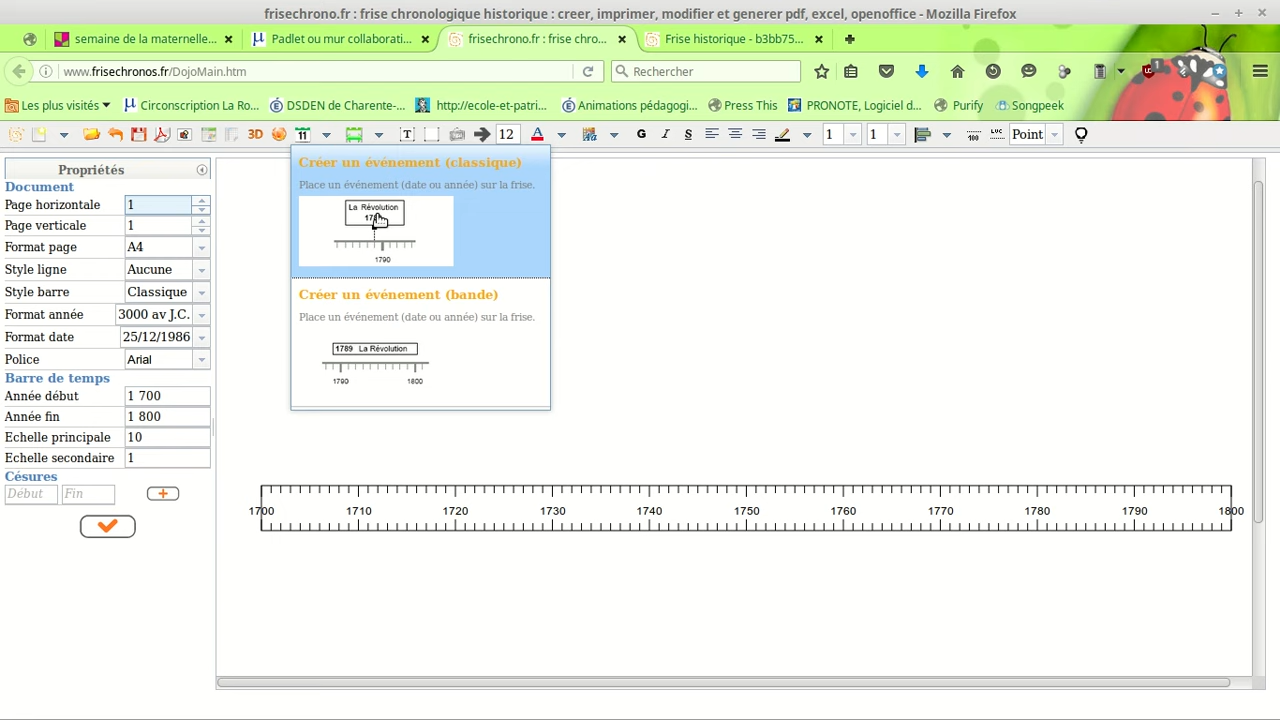 frisechrono.fr : frise chronologique historique : creer, imprimer, modifier et generer pdf, excel, openoffice - Mozilla Firefox
semaine de la maternelle... Padlet ou mur collaborati... frisechrono.fr : frise chro... Frise historique - b3bb75...
www.frisechronos.fr/DojoMain.htm Rechercher 1
Les plus visités Circonscription La Ro... DSDEN de Charente-... http://ecole-et-patri... Animations pédagogi... Press This PRONOTE, Logiciel d... Purify Songpeek
3D 11 T 12 A G I S 1 1 100 LUC Point
Propriétés
Document
Page horizontale 1
Page verticale 1
Format page A4
Style ligne Aucune
Style barre Classique
Format année 3000 av J.C.
Format date 25/12/1986
Police Arial
Barre de temps
Année début 1 700
Année fin 1 800
Echelle principale 10
Echelle secondaire 1
Césures
Début Fin
Créer un événement (classique)
Place un événement (date ou année) sur la frise.
La Révolution
1790
Créer un événement (bande)
Place un événement (date ou année) sur la frise.
1789 La Révolution
1790 1800
1700 1710 1720 1730 1740 1750 1760 1770 1780 1790 1800